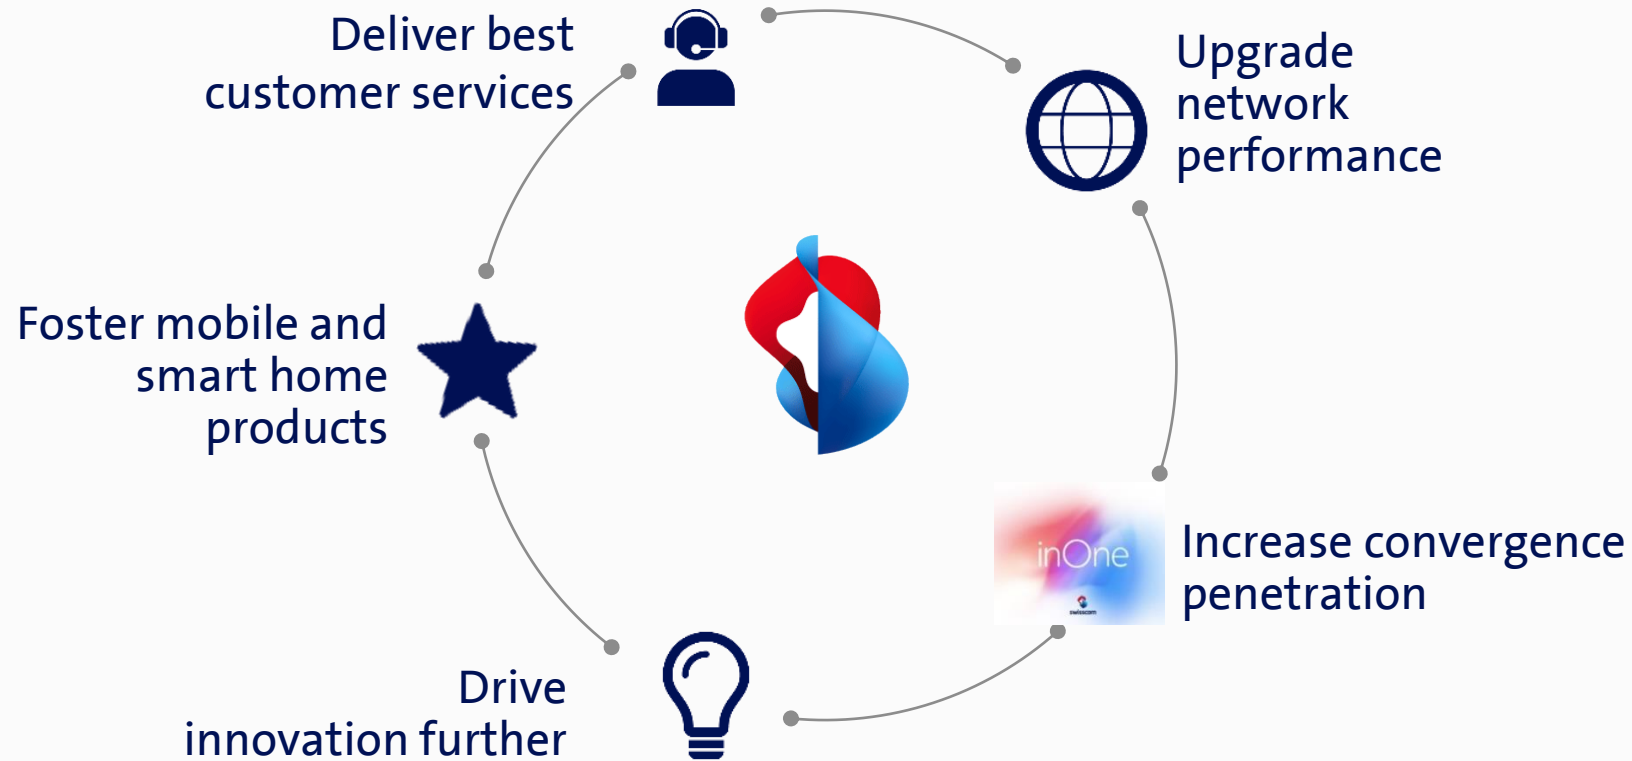 Deliver best
customer services
Upgrade
network
performance
Foster mobile and
smart home
products
inOne
swisscom
Increase convergence
penetration
Drive
innovation further